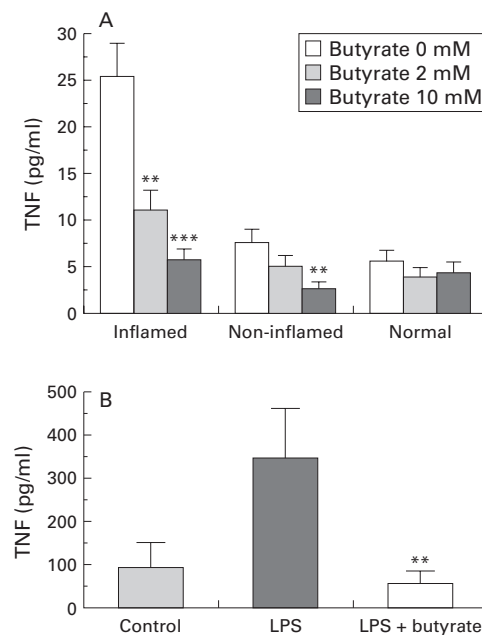 A
Butyrate 0 mM
Butyrate 2 mM
Butyrate 10 mM
TNF (pg/ml)
30
25
20
15
10
5
0
**
***
**
Inflamed Non-inflamed Normal
B
TNF (pg/ml)
500
400
300
200
100
0
**
Control LPS LPS + butyrate